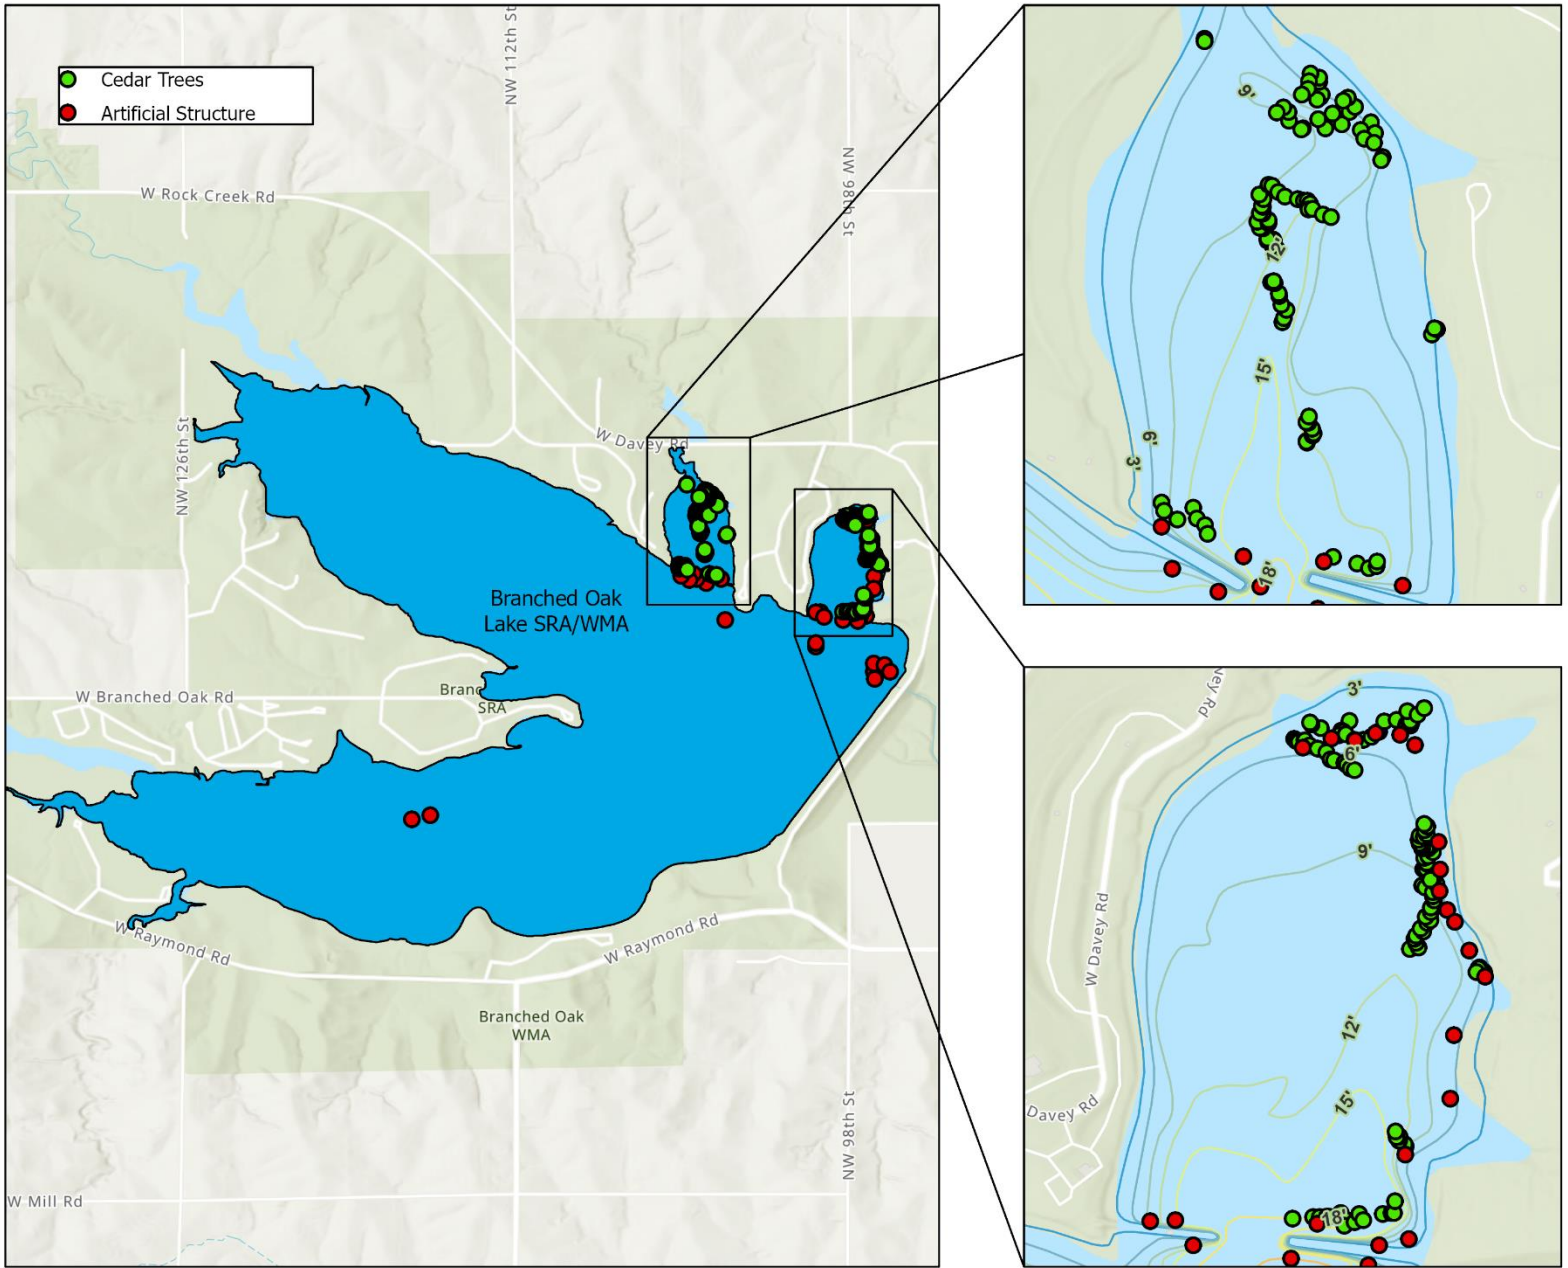 Cedar Trees
Artificial Structure
NW 112th St
NW 98th St
W Rock Creek Rd
W Davey Rd
NW 126th St
Branched Oak
Lake SRA/WMA
W Branched Oak Rd
Branc
SRA
W Raymond Rd
W Raymond Rd
Branched Oak
WMA
NW 98th St
W Mill Rd
9'
12'
15'
6'
3'
18'
vey Rd
3'
6'
9'
W Davey Rd
12'
15'
Davey Rd
18'